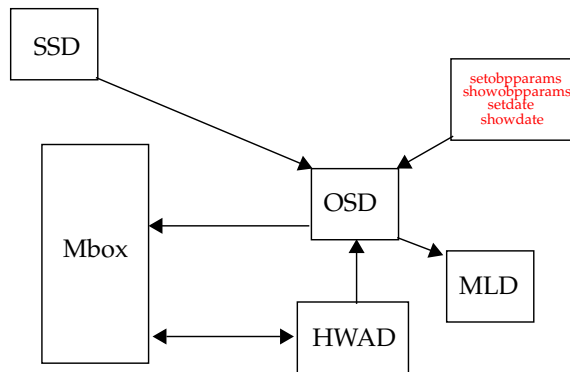 SSD
setobpparams
showobpparams
setdate
showdate
OSD
Mbox
MLD
HWAD